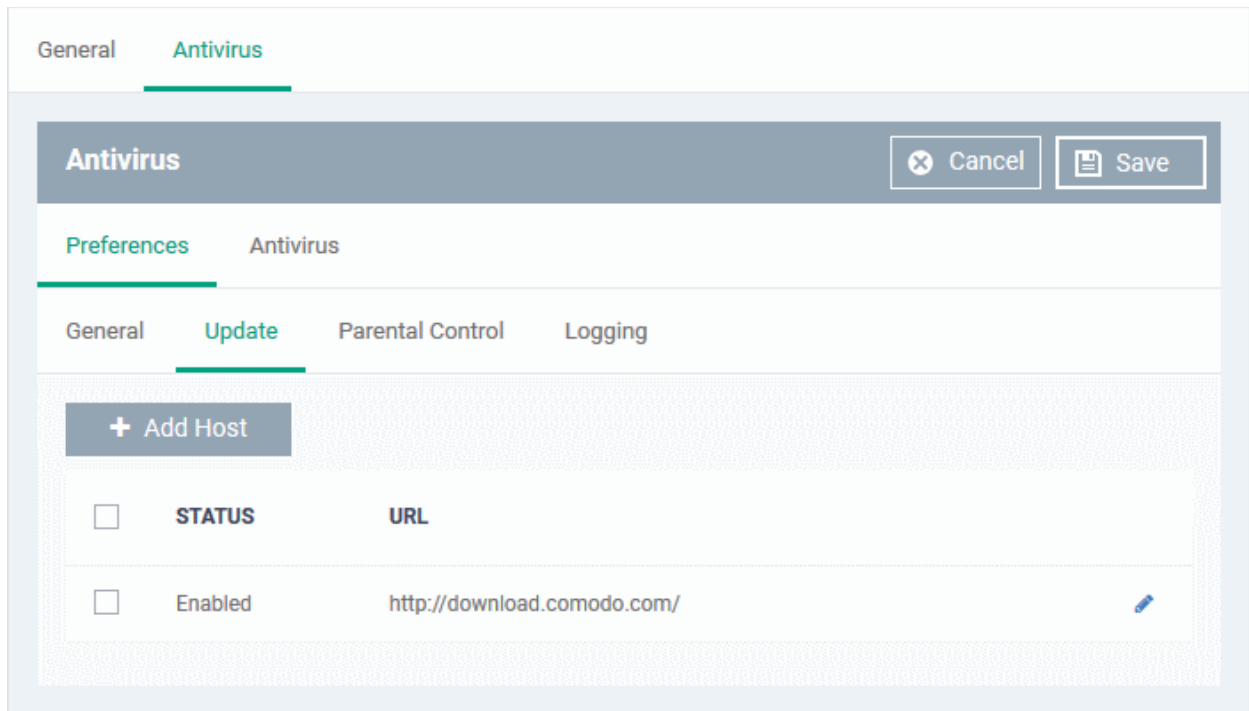 General Antivirus
Antivirus Cancel Save
Preferences Antivirus
General Update Parental Control Logging
+ Add Host
STATUS URL
Enabled http://download.comodo.com/